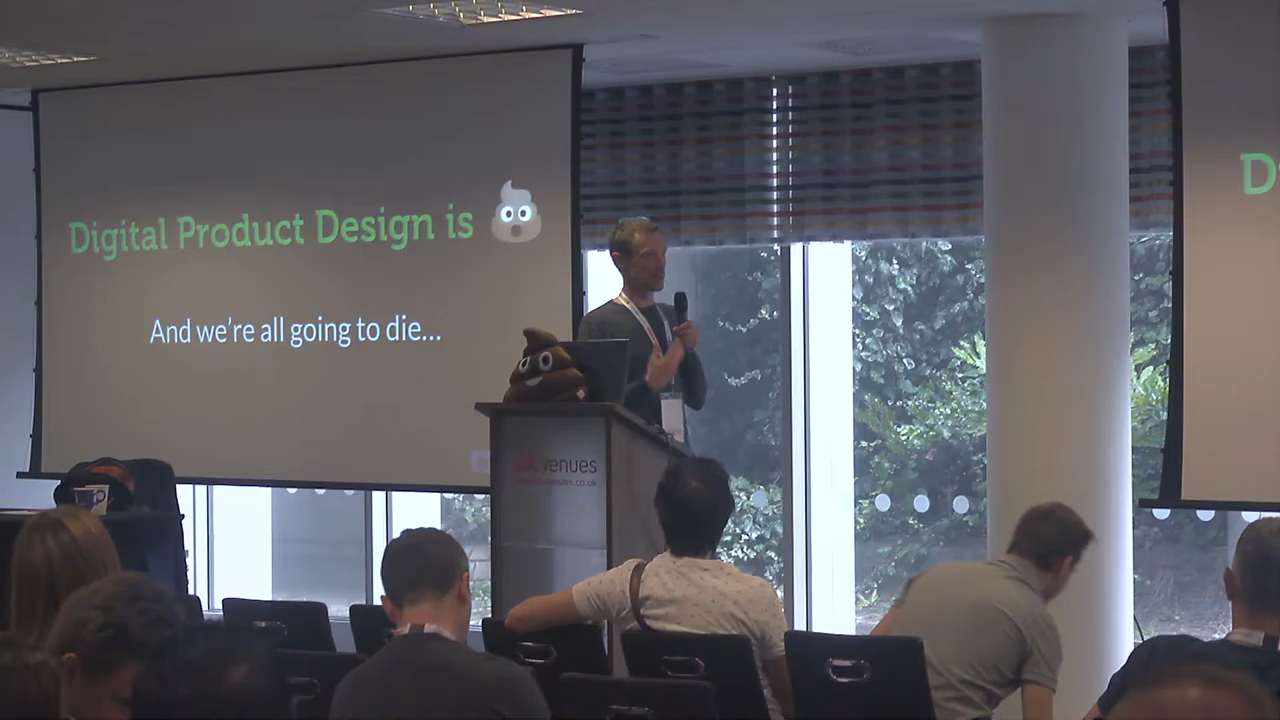 Digital Product Design is
And we're all going to die...
venues
D